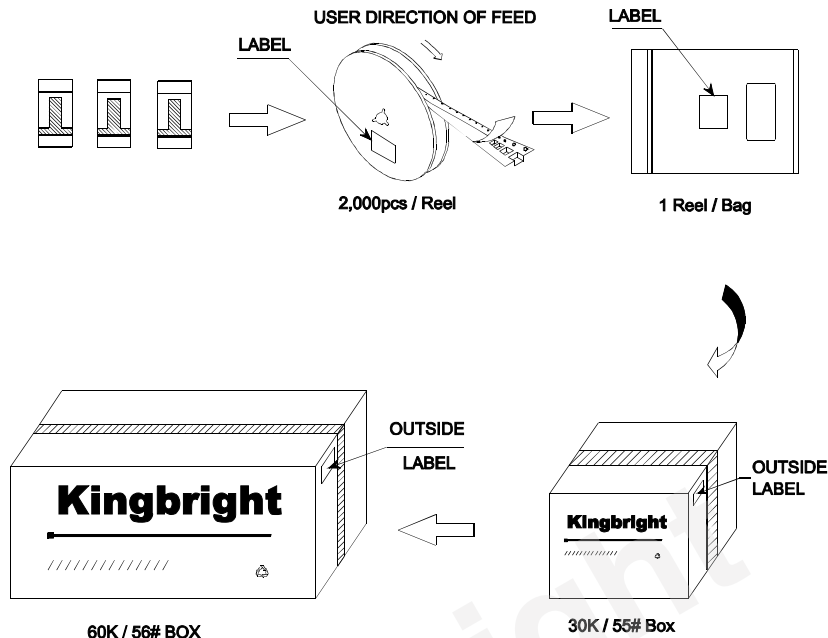 USER DIRECTION OF FEED
LABEL
LABEL
2,000pcs / Reel
1 Reel / Bag
OUTSIDE
LABEL
Kingbright
60K / 56# BOX
OUTSIDE
LABEL
Kingbright
30K / 55# Box